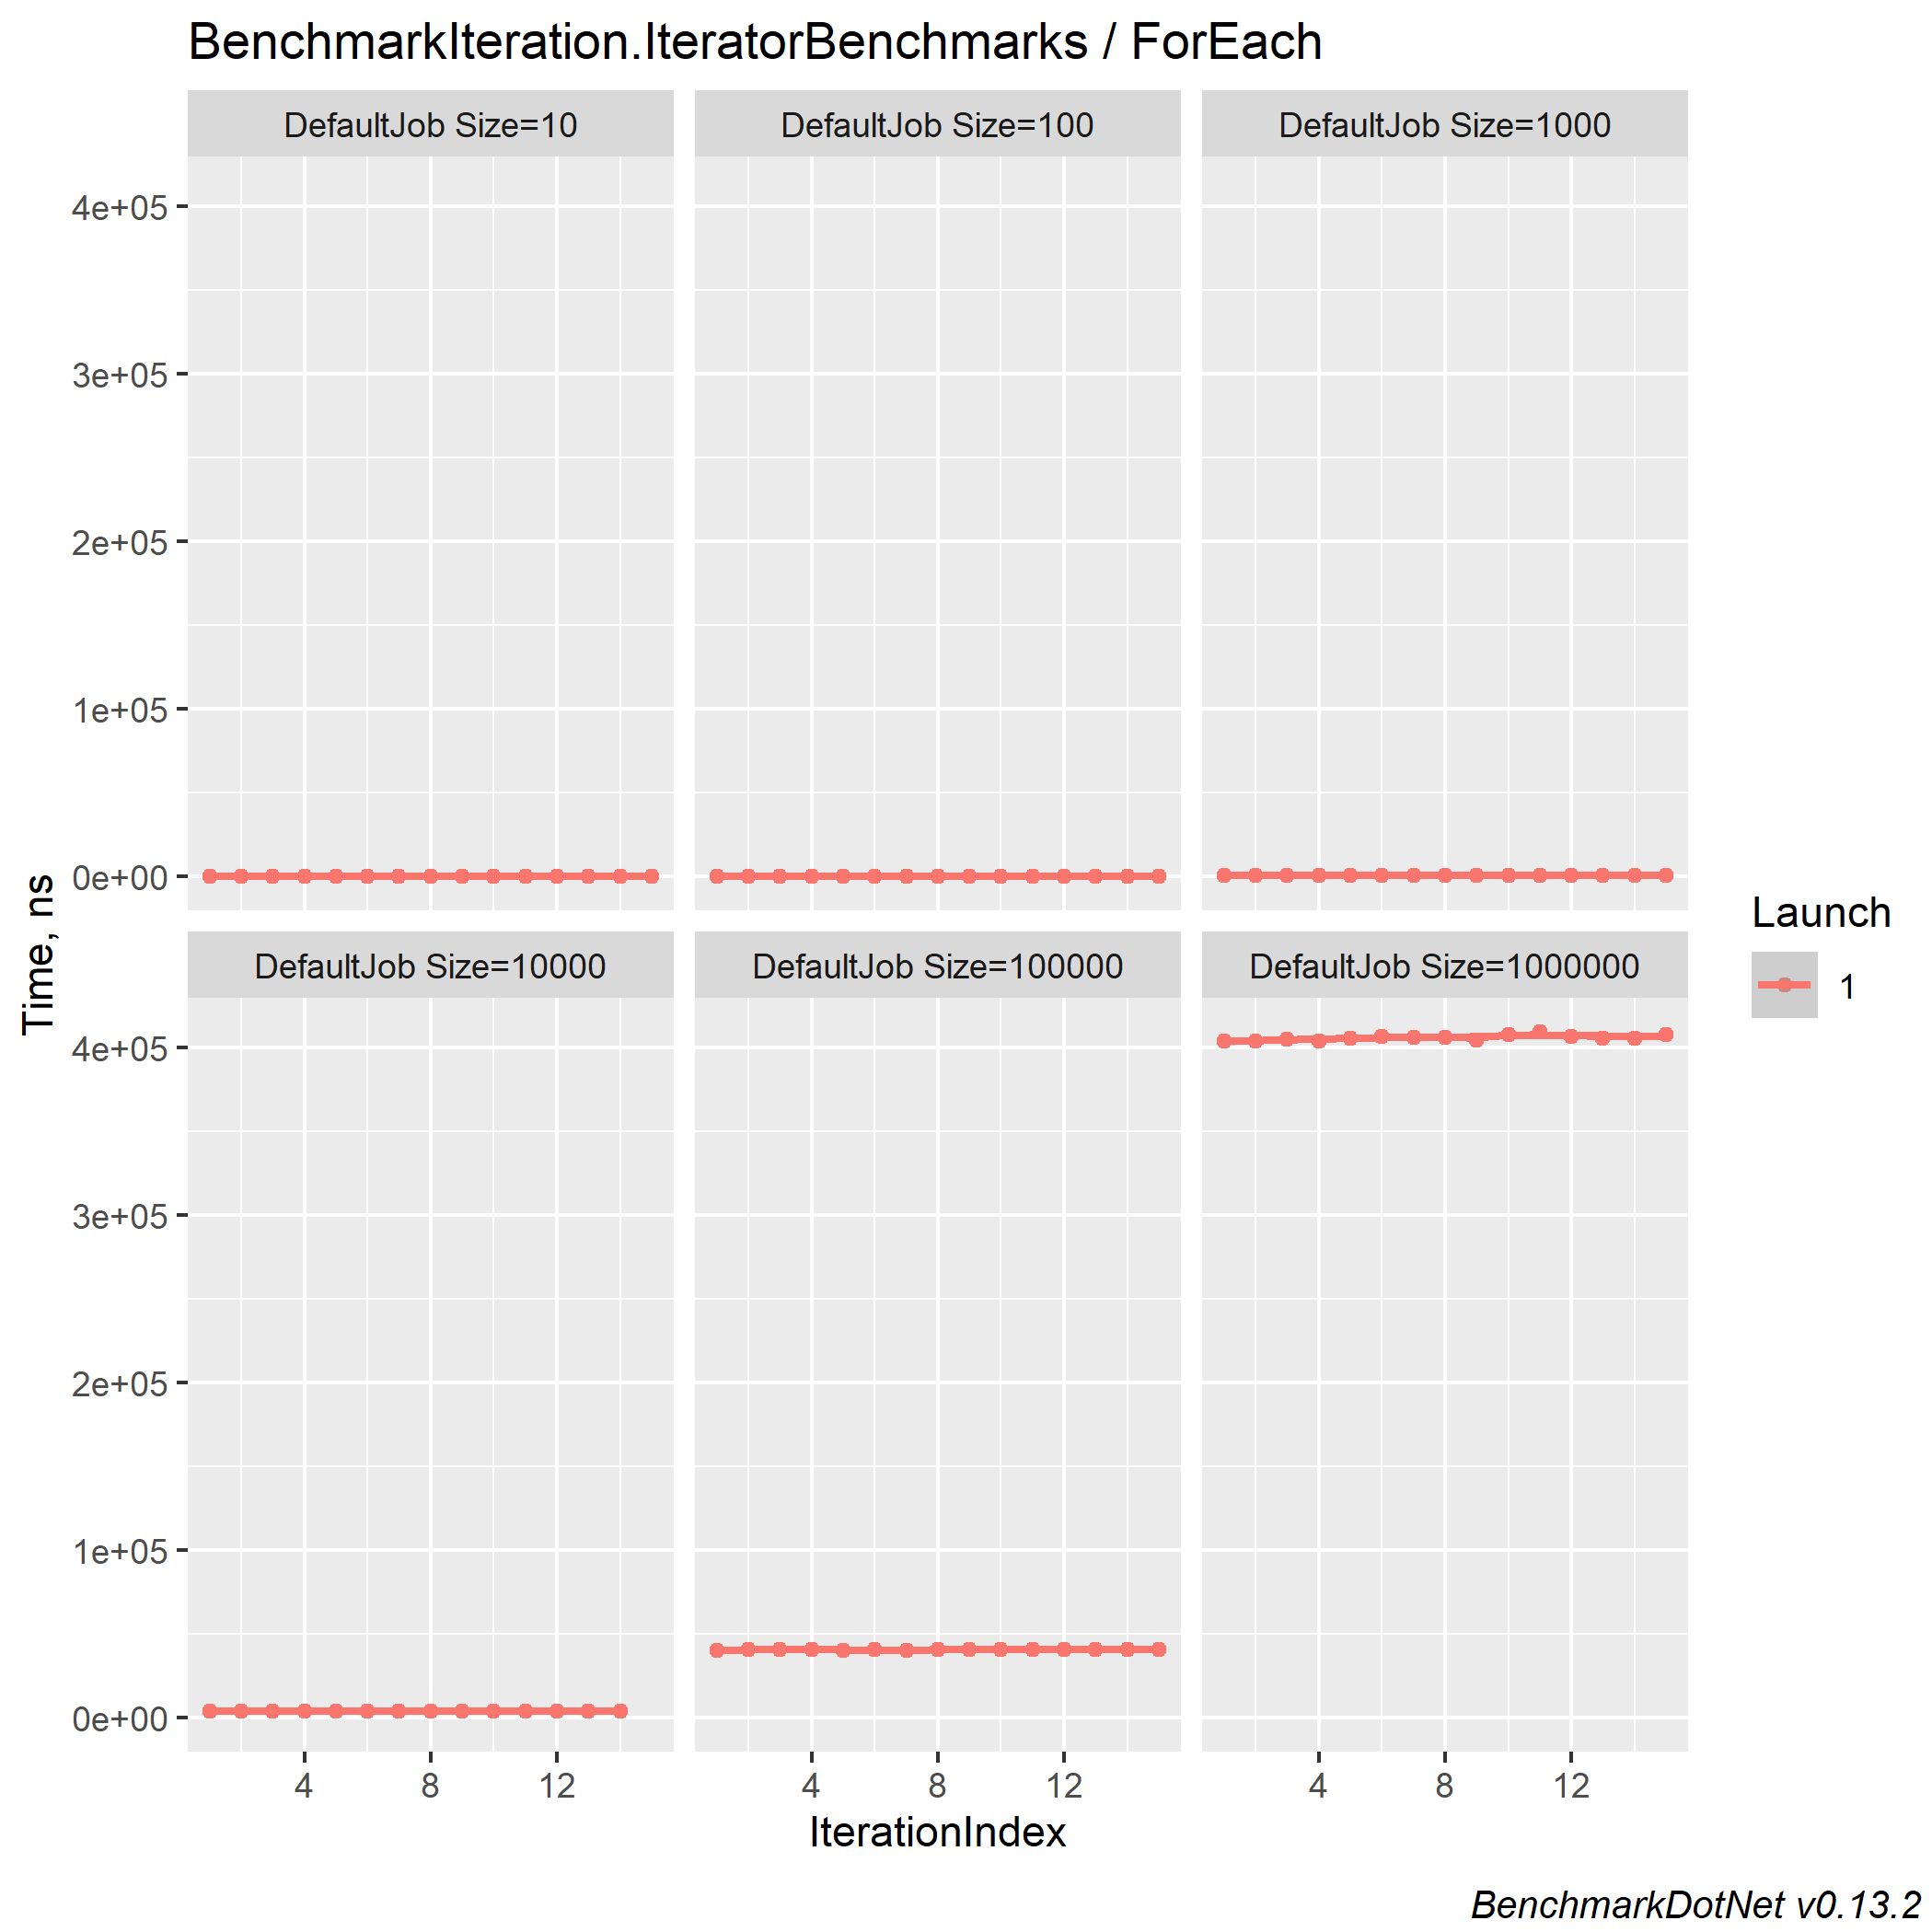 BenchmarkIteration.IteratorBenchmarks / ForEach
DefaultJob Size=10
DefaultJob Size=100
DefaultJob Size=1000
4e+05
3e+05
2e+05
1e+05
0e+00
Time, ns
DefaultJob Size=10000
DefaultJob Size=100000
DefaultJob Size=1000000
4e+05
3e+05
2e+05
1e+05
0e+00
4 8 12
4 8 12
4 8 12
IterationIndex
Launch
1
BenchmarkDotNet v0.13.2